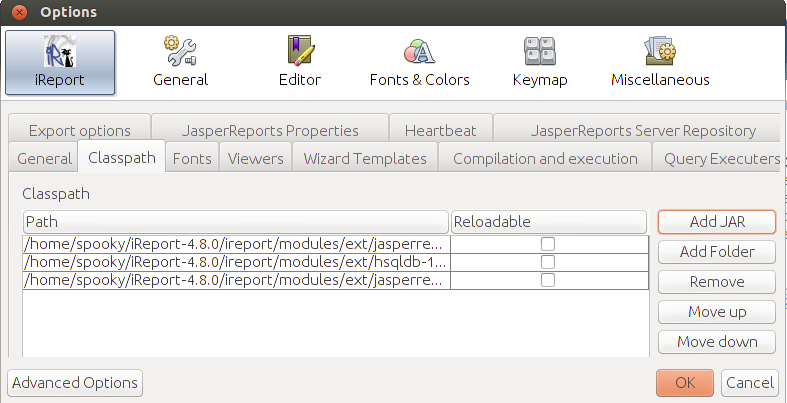 Options
iReport General Editor Fonts & Colors Keymap Miscellaneous
Export options JasperReports Properties Heartbeat JasperReports Server Repository
General Classpath Fonts Viewers Wizard Templates Compilation and execution Query Executers
Classpath
Path Reloadable Add JAR
/home/spooky/iReport-4.8.0/ireport/modules/ext/jasperre...
Add Folder
/home/spooky/iReport-4.8.0/ireport/modules/ext/hsqldb-1...
/home/spooky/iReport-4.8.0/ireport/modules/ext/jasperre...
Remove
Move up
Move down
Advanced Options OK Cancel